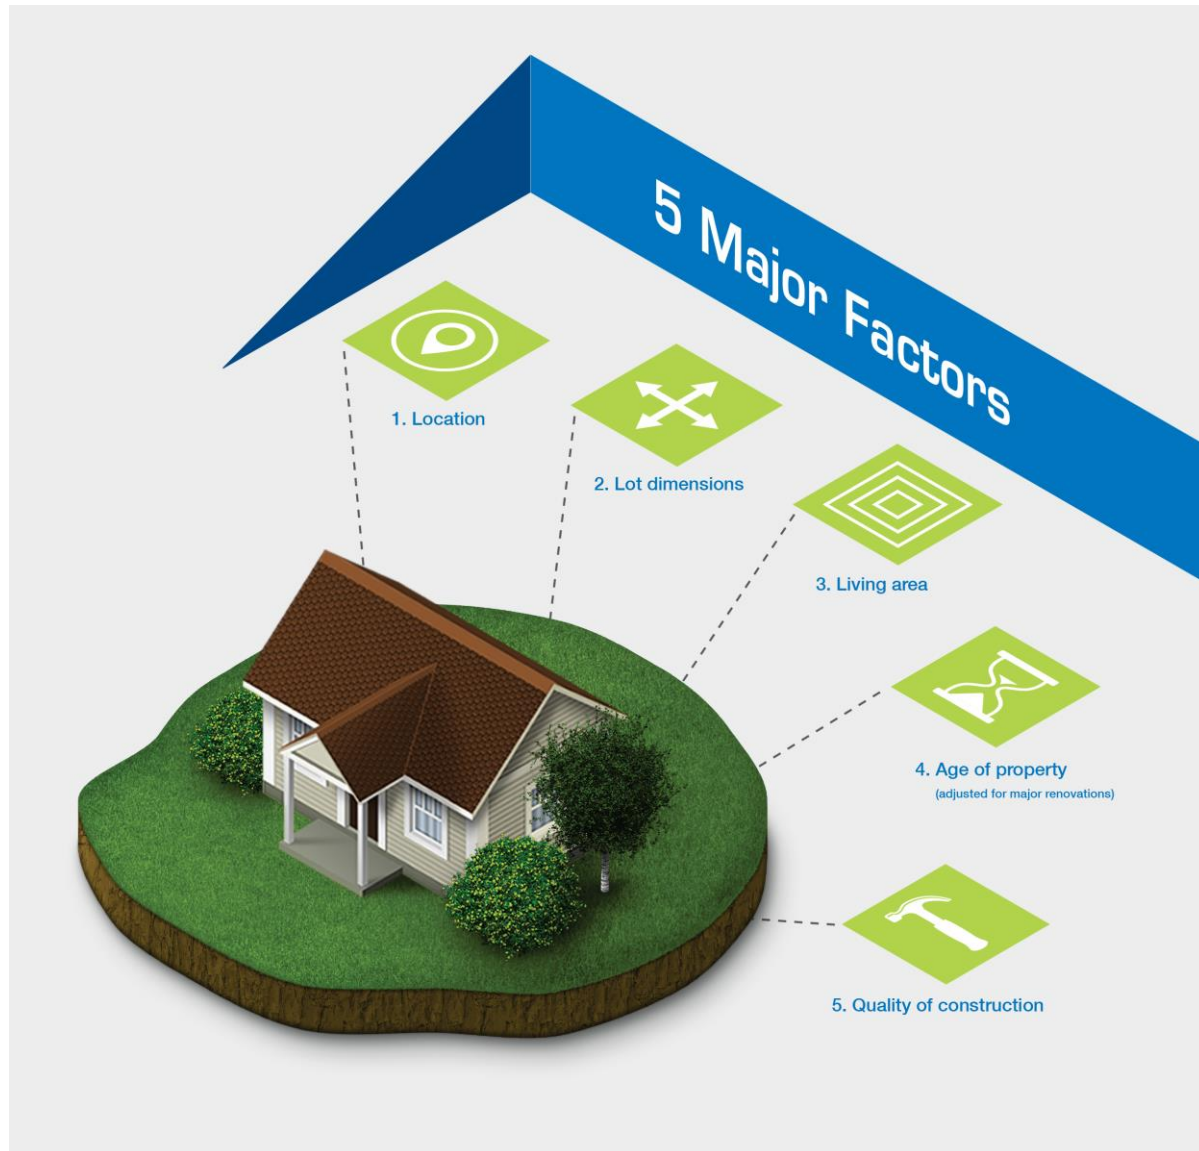 5 Major Factors
1. Location
2. Lot dimensions
3. Living area
4. Age of property
(adjusted for major renovations)
5. Quality of construction